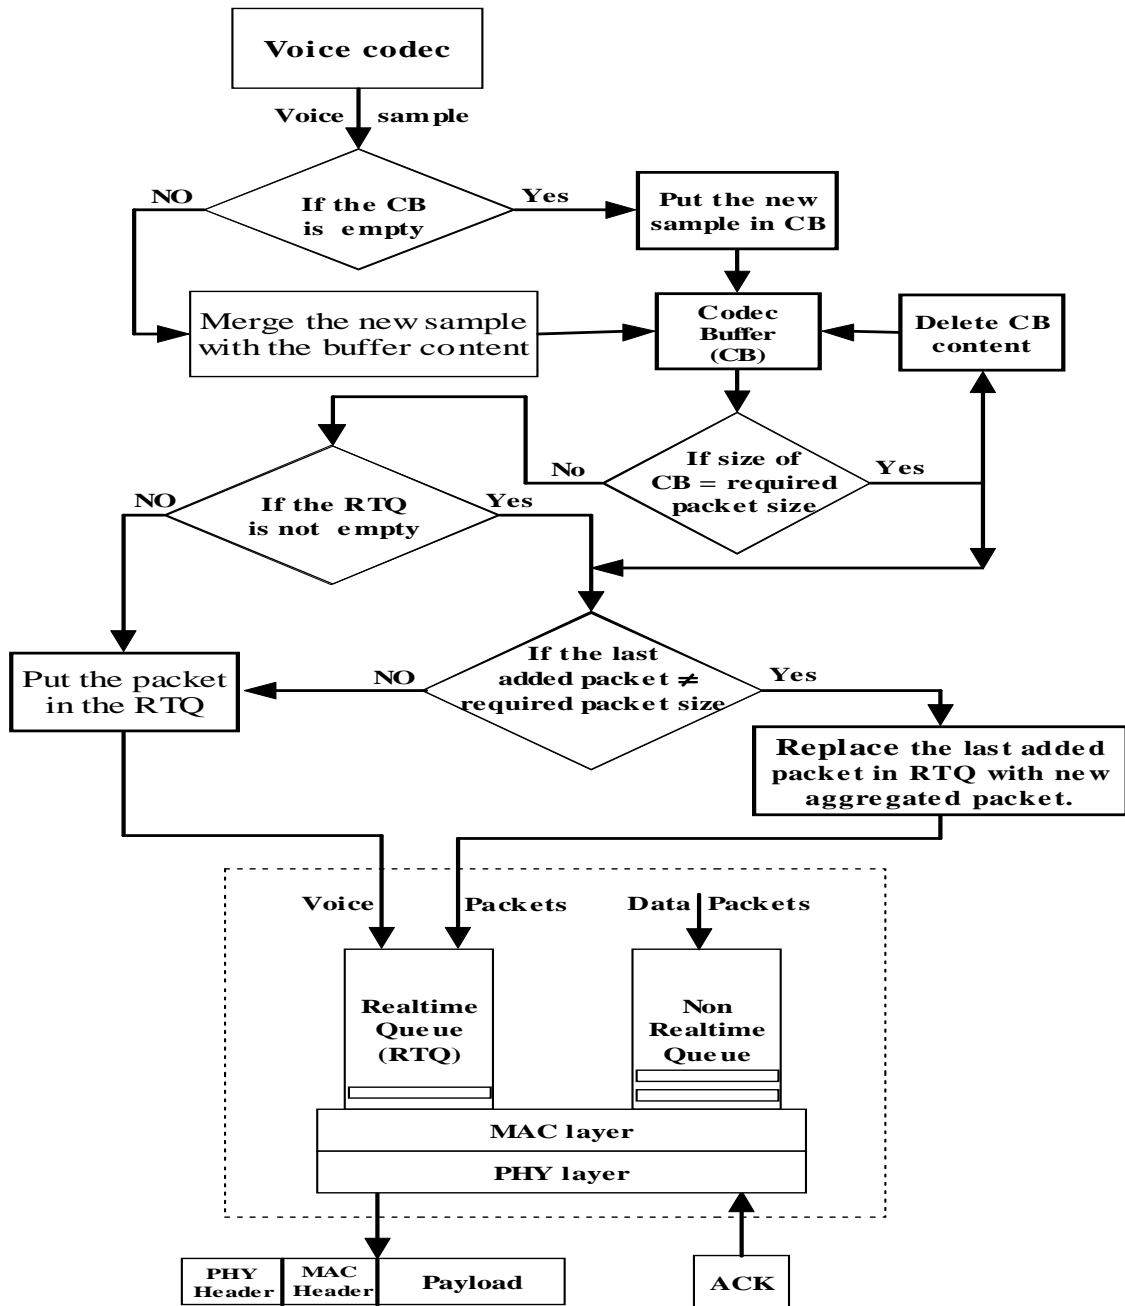 Voice codec
Voice sample
NO
Yes
If the CB
is empty
Put the new
sample in CB
Merge the new sample
with the buffer content
Codec
Buffer
(CB)
Delete CB
content
No
If size of
CB = required
packet size
Yes
NO
If the RTQ
is not empty
Yes
Put the packet
in the RTQ
NO
If the last
added packet ≠
required packet size
Yes
Replace the last added
packet in RTQ with new
aggregated packet.
Voice Packets
Data Packets
Realtime
Queue
(RTQ)
Non
Realtime
Queue
MAC layer
PHY layer
PHY
Header
MAC
Header
Payload
ACK